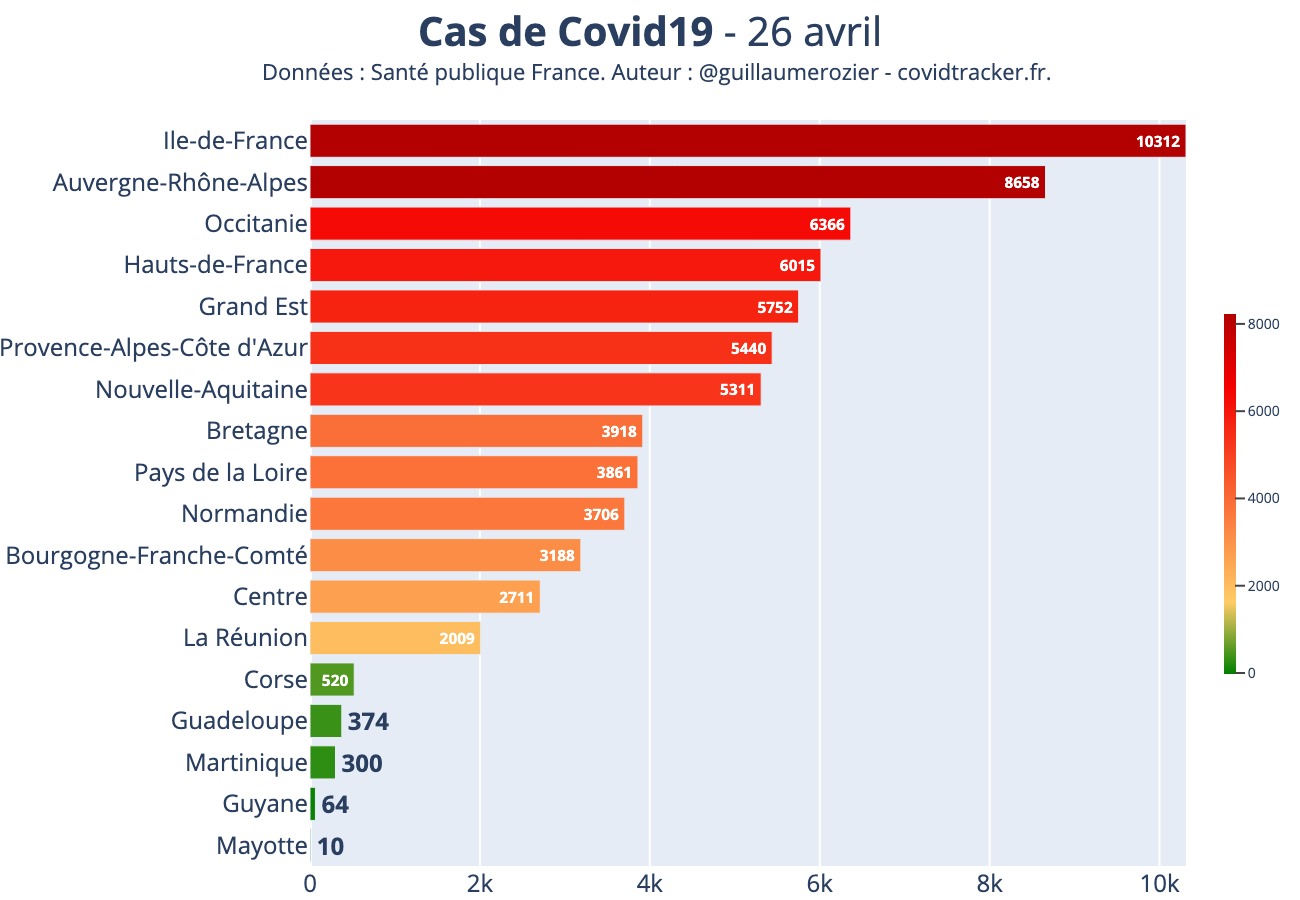 Cas de Covid19 - 26 avril
Données : Santé publique France. Auteur : @guillaumerozier - covidtracker.fr.
Ile-de-France 10312
Auvergne-Rhône-Alpes 8658
Occitanie 6366
Hauts-de-France 6015
Grand Est 5752
Provence-Alpes-Côte d'Azur 5440
Nouvelle-Aquitaine 5311
Bretagne 3918
Pays de la Loire 3861
Normandie 3706
Bourgogne-Franche-Comté 3188
Centre 2711
La Réunion 2009
Corse 520
Guadeloupe 374
Martinique 300
Guyane 64
Mayotte 10
0 2k 4k 6k 8k 10k
8000
6000
4000
2000
0